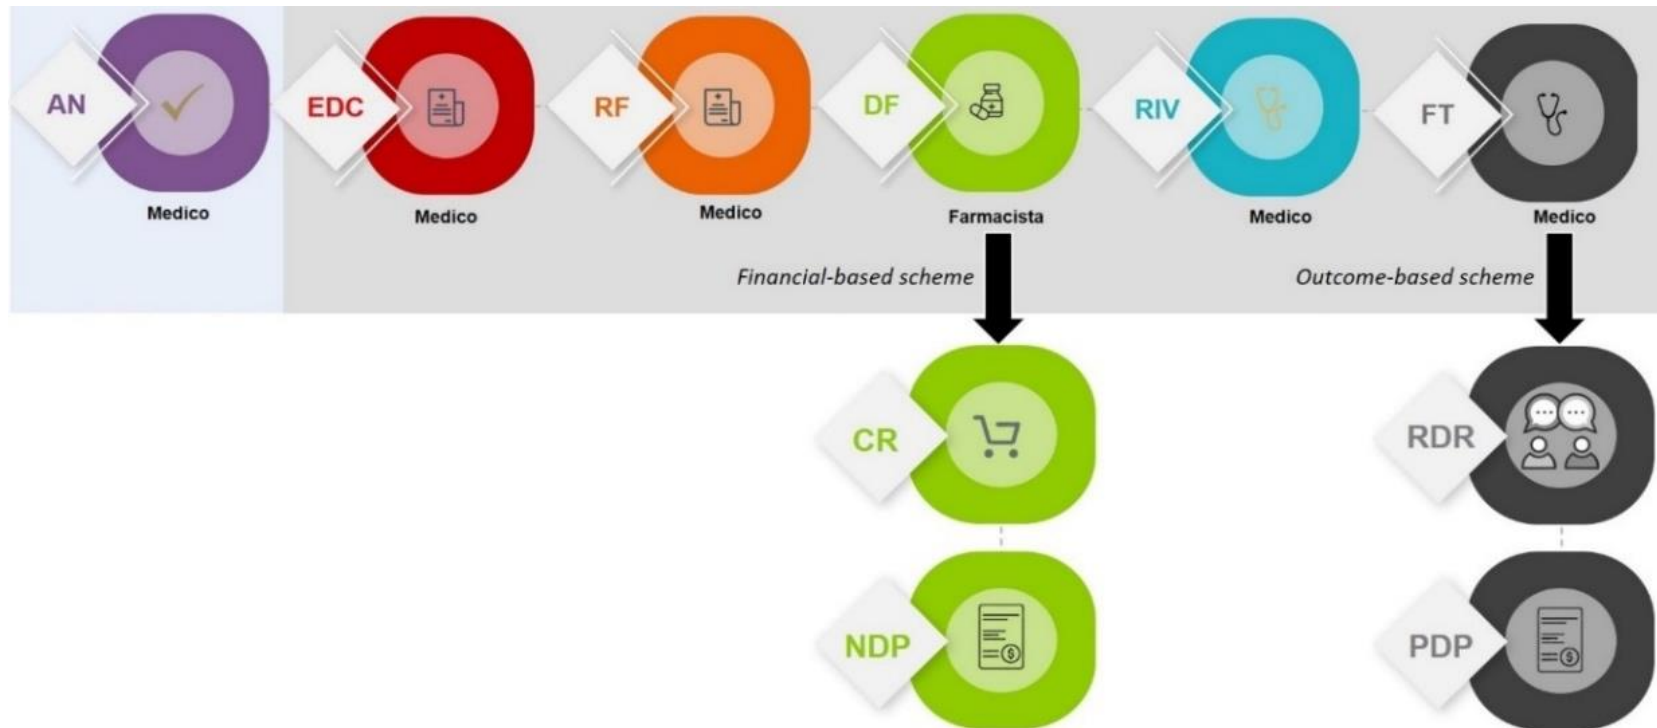 AN
EDC
RF
DF
RIV
FT
Medico
Medico
Medico
Farmacista
Medico
Medico
Financial-based scheme
Outcome-based scheme
CR
RDR
NDP
PDP